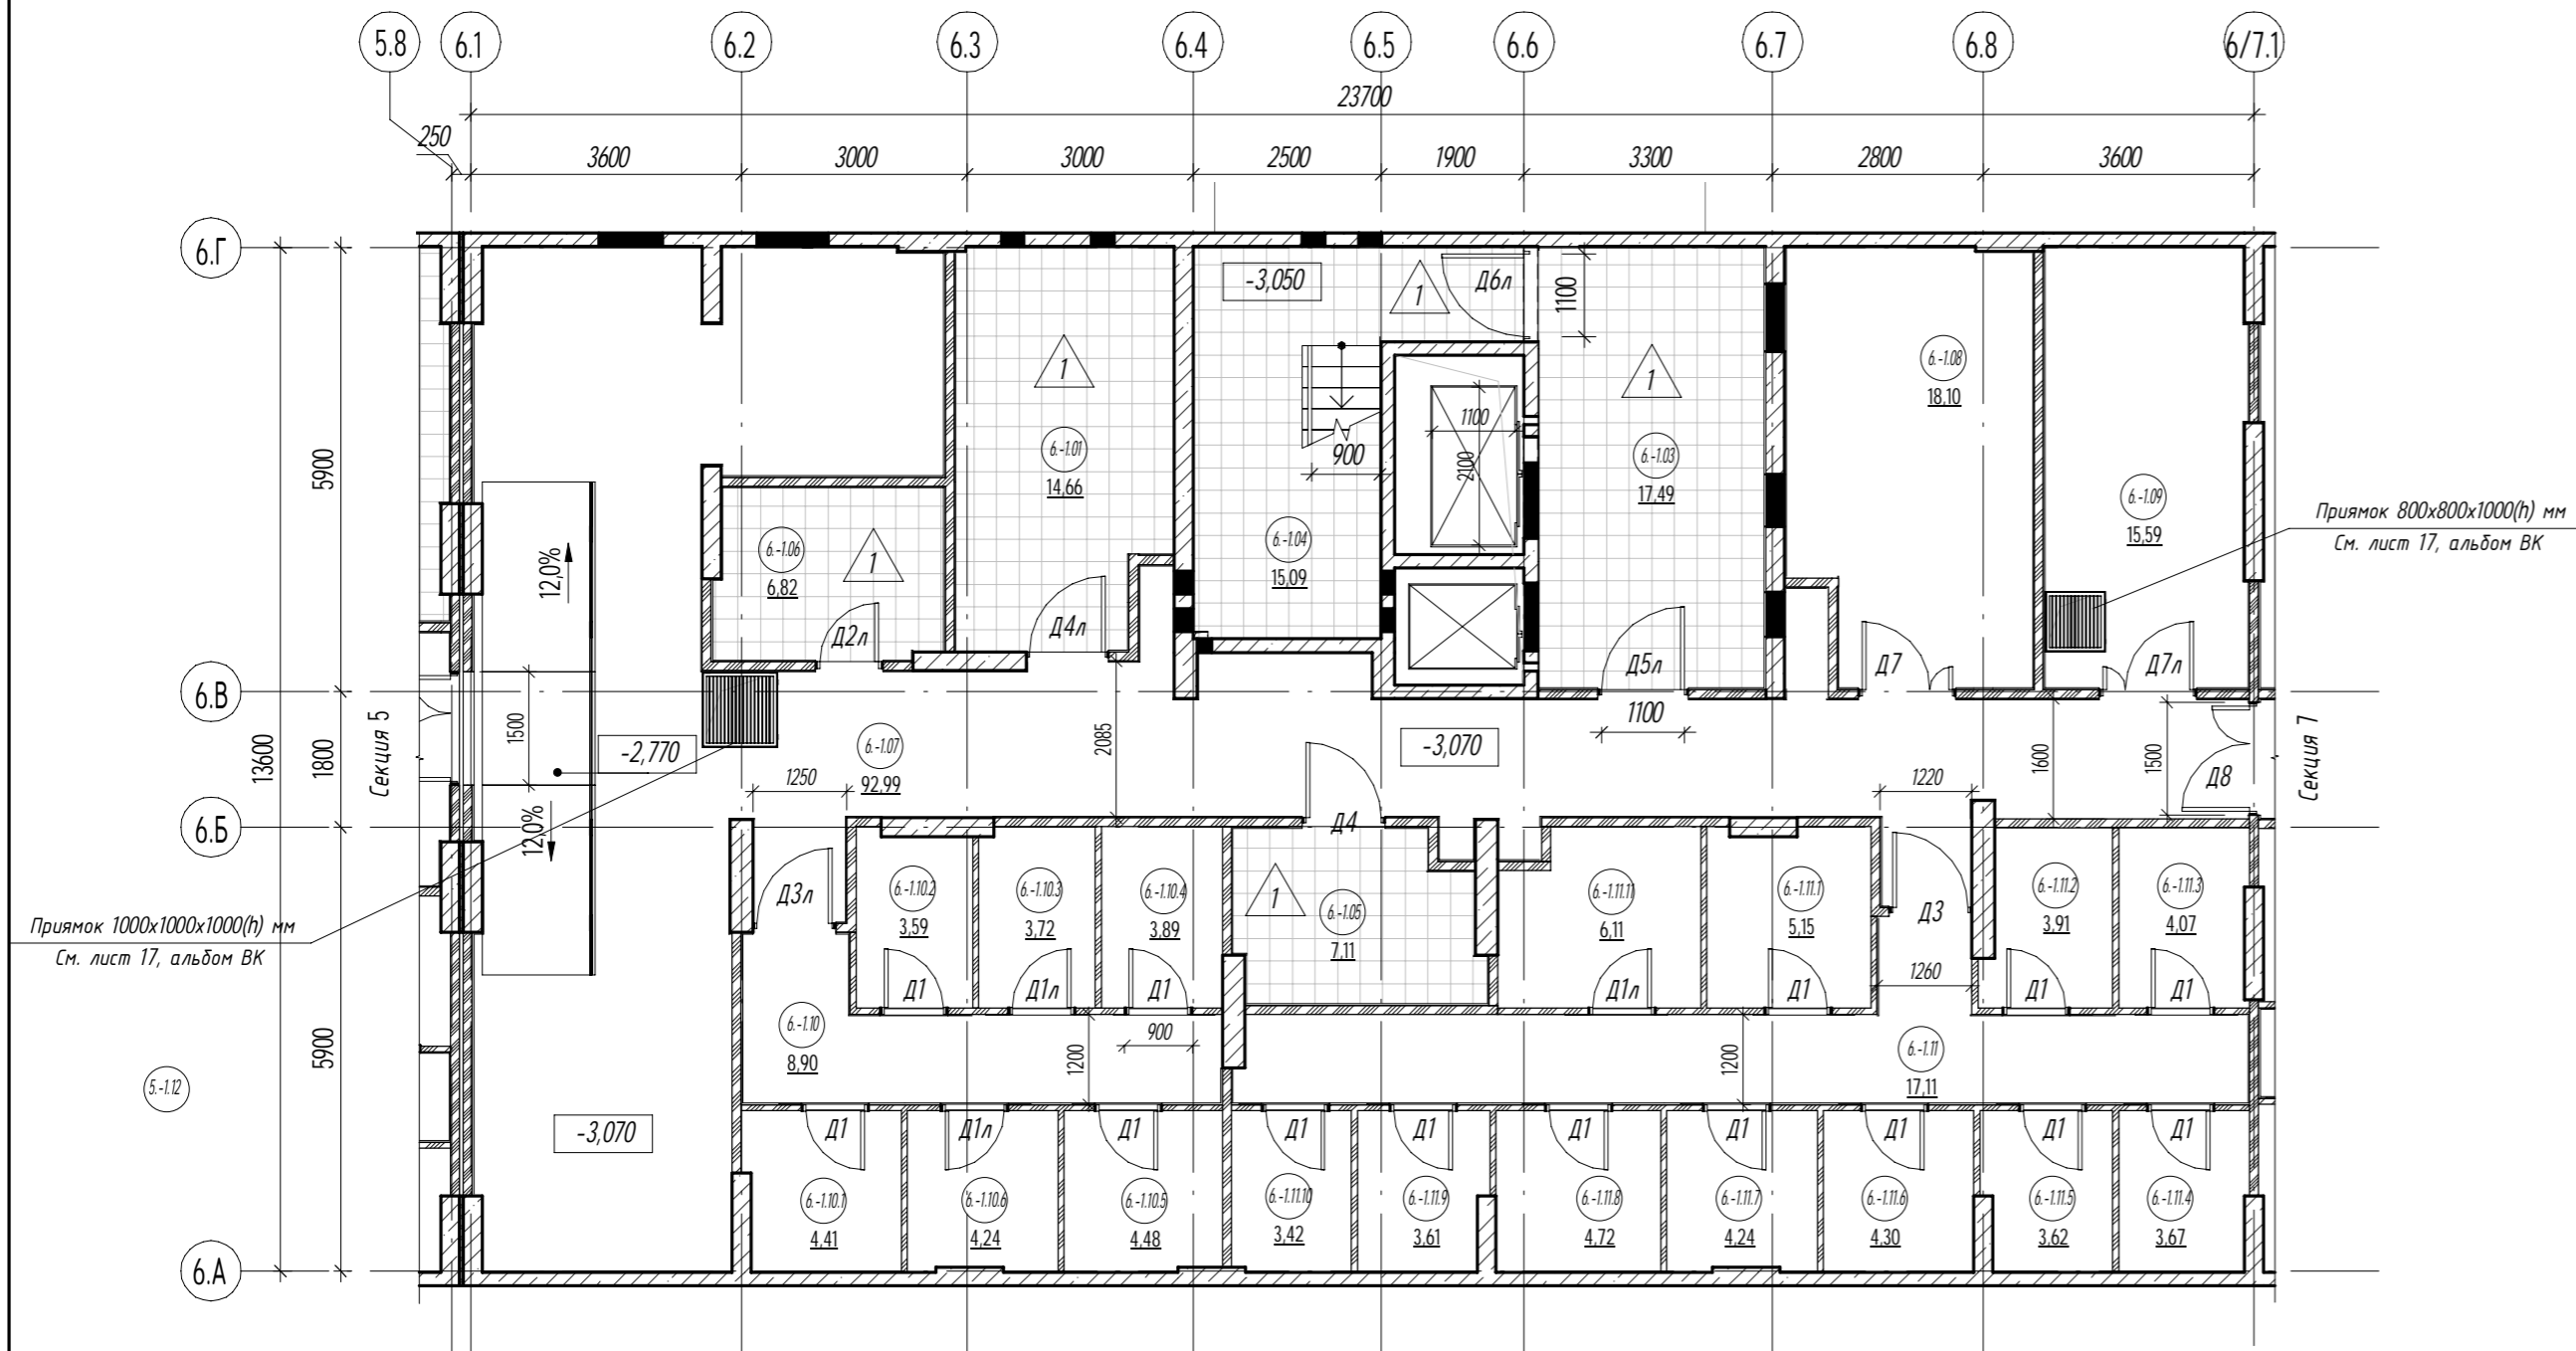 5.8 6.1 6.2 6.3 6.4 6.5 6.6 6.7 6.8 6/7.1
23700
250 3600 3000 3000 2500 1900 3300 2800 3600
6.Г
6.В
6.Б
6.А
13600
5900
1800
5900
Секция 5
5.-1.12
12,0%
1500
-2,770
12,0%
-3,070
Приямок 1000х1000х1000(h) мм
См. лист 17, альбом ВК
6.-1.06
6,82
1
Д2л
1
6.-1.01
14,66
Д4л
-3,050
1
Д6л
1100
900
6.-1.04
15,09
1100
2100
1
6.-1.03
17,49
Д5л
1100
6.-1.08
18,10
Д7
6.-1.09
15,59
Д7л
Приямок 800х800х1000(h) мм
См. лист 17, альбом ВК
6.-1.07
92,99
1250
2085
-3,070
1220
1600
1500
Д8
Секция 7
Д3л
6.-1.10.2
3,59
Д1
6.-1.10.3
3,72
Д1л
6.-1.10.4
3,89
Д1
Д4
1
6.-1.05
7,11
6.-1.11.11
6,11
Д1л
6.-1.11.1
5,15
Д1
Д3
1260
6.-1.11.2
3,91
Д1
6.-1.11.3
4,07
Д1
6.-1.10
8,90
1200
900
1200
6.-1.11
17,11
Д1
6.-1.10.1
4,41
Д1л
6.-1.10.6
4,24
Д1
6.-1.10.5
4,48
Д1
6.-1.11.10
3,42
Д1
6.-1.11.9
3,61
Д1
6.-1.11.8
4,72
Д1
6.-1.11.7
4,24
Д1
6.-1.11.6
4,30
Д1
6.-1.11.5
3,62
Д1
6.-1.11.4
3,67